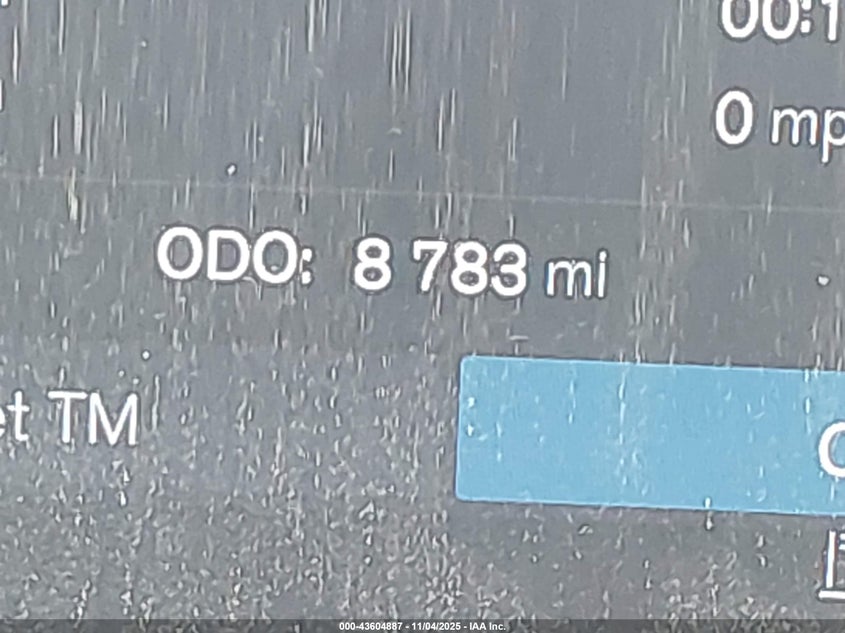 00:1
0 mp
ODO: 8 783 mi
et TM
000-43604887 - 11/04/2025 - IAA Inc.